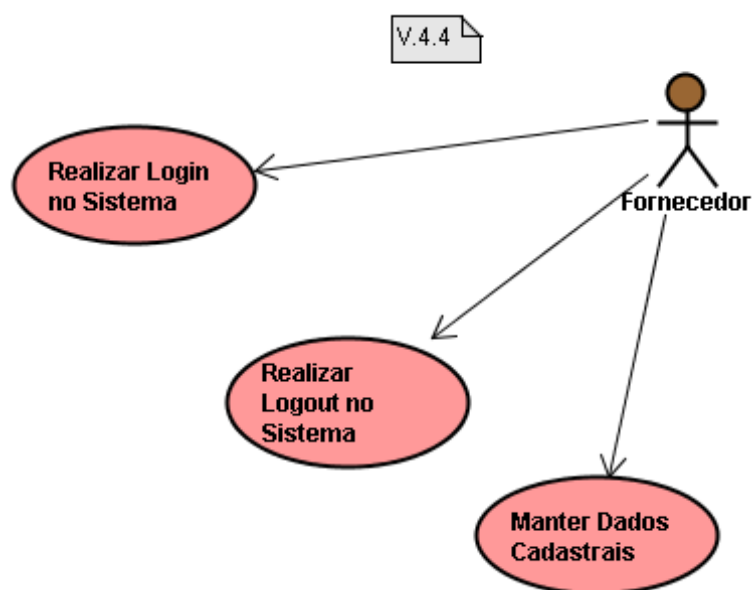 V.4.4
Realizar Login
no Sistema
Fornecedor
Realizar
Logout no
Sistema
Manter Dados
Cadastrais